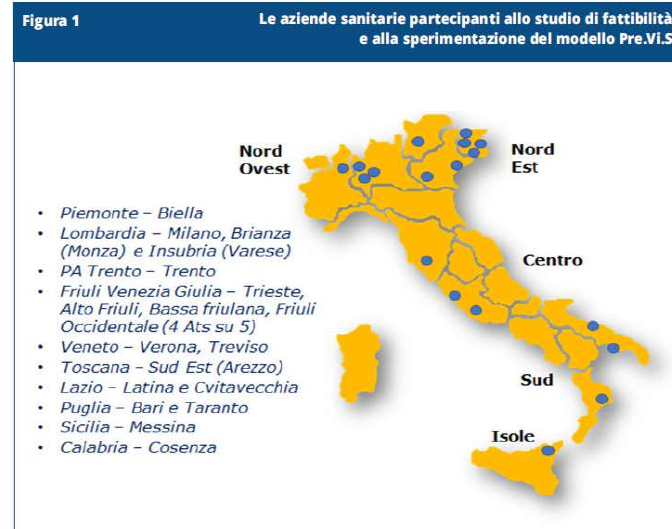 Figura 1
Le aziende sanitarie partecipanti allo studio di fattibilità
e alla sperimentazione del modello Pre.Vi.S
Nord
Ovest
Nord
Est
• Piemonte – Biella
• Lombardia – Milano, Brianza
(Monza) e Insubria (Varese)
• PA Trento – Trento
• Friuli Venezia Giulia – Trieste,
Alto Friuli, Bassa friulana, Friuli
Occidentale (4 Ats su 5)
• Veneto – Verona, Treviso
• Toscana – Sud Est (Arezzo)
• Lazio – Latina e Cvitavecchia
• Puglia – Bari e Taranto
• Sicilia – Messina
• Calabria – Cosenza
Centro
Sud
Isole